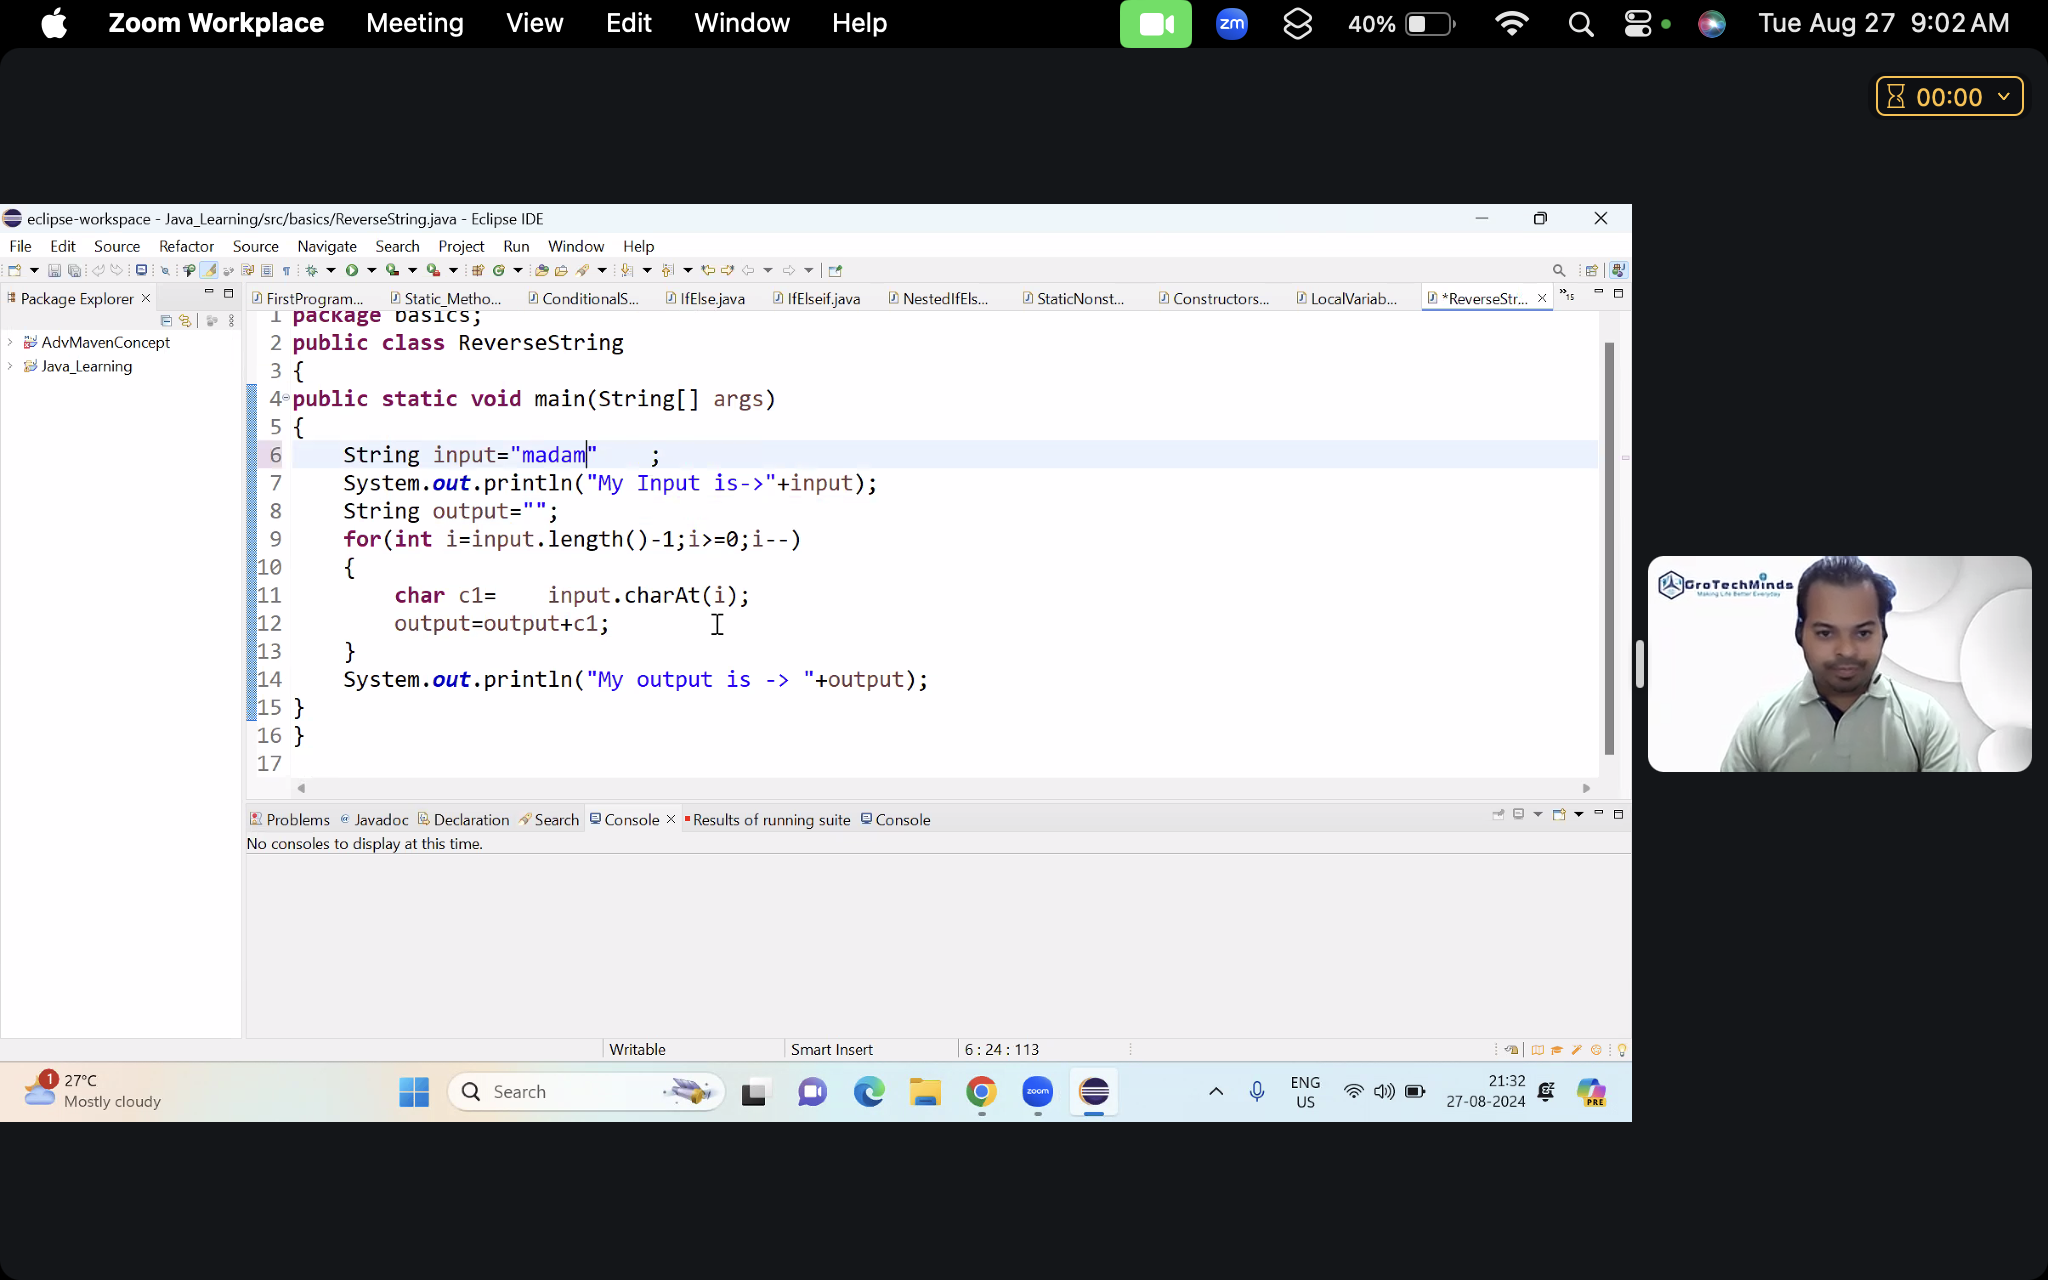 Zoom Workplace Meeting View Edit Window Help zm 40% Tue Aug 27 9:02 AM
00:00
eclipse-workspace - Java_Learning/src/basics/ReverseString.java - Eclipse IDE
File Edit Source Refactor Source Navigate Search Project Run Window Help
Package Explorer
FirstProgram... Static_Metho... ConditionalS... IfElse.java IfElseif.java NestedIfEls... StaticNonst... Constructors... LocalVariab... *ReverseStr... 15
AdvMavenConcept
Java_Learning
1 package basics;
2 public class ReverseString
3 {
4 public static void main(String[] args)
5 {
6 String input="madam" ;
7 System.out.println("My Input is->"+input);
8 String output="";
9 for(int i=input.length()-1;i>=0;i--)
10 {
11 char c1= input.charAt(i);
12 output=output+c1;
13 }
14 System.out.println("My output is -> "+output);
15 }
16 }
17
GroTechMinds
Making Life Better Everyday
Problems Javadoc Declaration Search Console Results of running suite Console
No consoles to display at this time.
Writable Smart Insert 6 : 24 : 113
1 27°C
Mostly cloudy
Search
zoom
ENG
US
21:32
27-08-2024
PRE